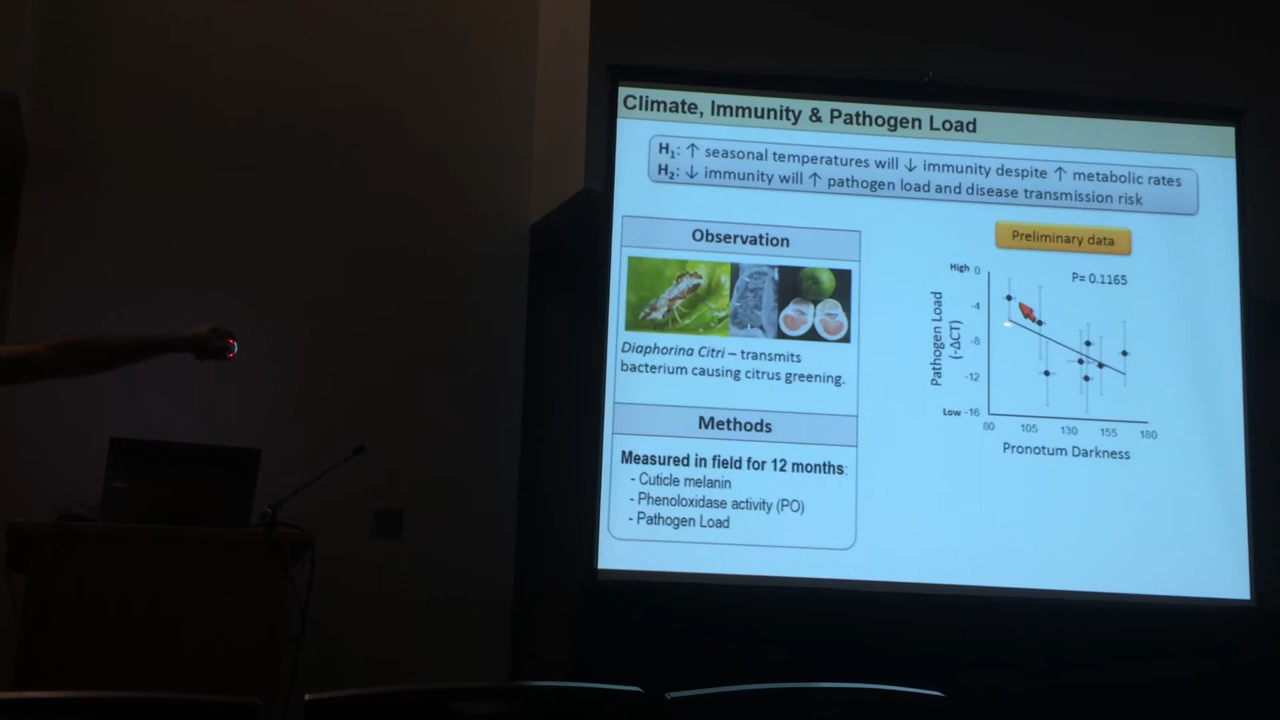 Climate, Immunity & Pathogen Load
H1: ↑ seasonal temperatures will ↓ immunity despite ↑ metabolic rates
H2: ↓ immunity will ↑ pathogen load and disease transmission risk
Observation
Diaphorina Citri – transmits
bacterium causing citrus greening.
Methods
Measured in field for 12 months:
- Cuticle melanin
- Phenoloxidase activity (PO)
- Pathogen Load
Preliminary data
P= 0.1165
Pathogen Load
(-ΔCT)
High 0
-4
-8
-12
Low -16
80 105 130 155 180
Pronotum Darkness